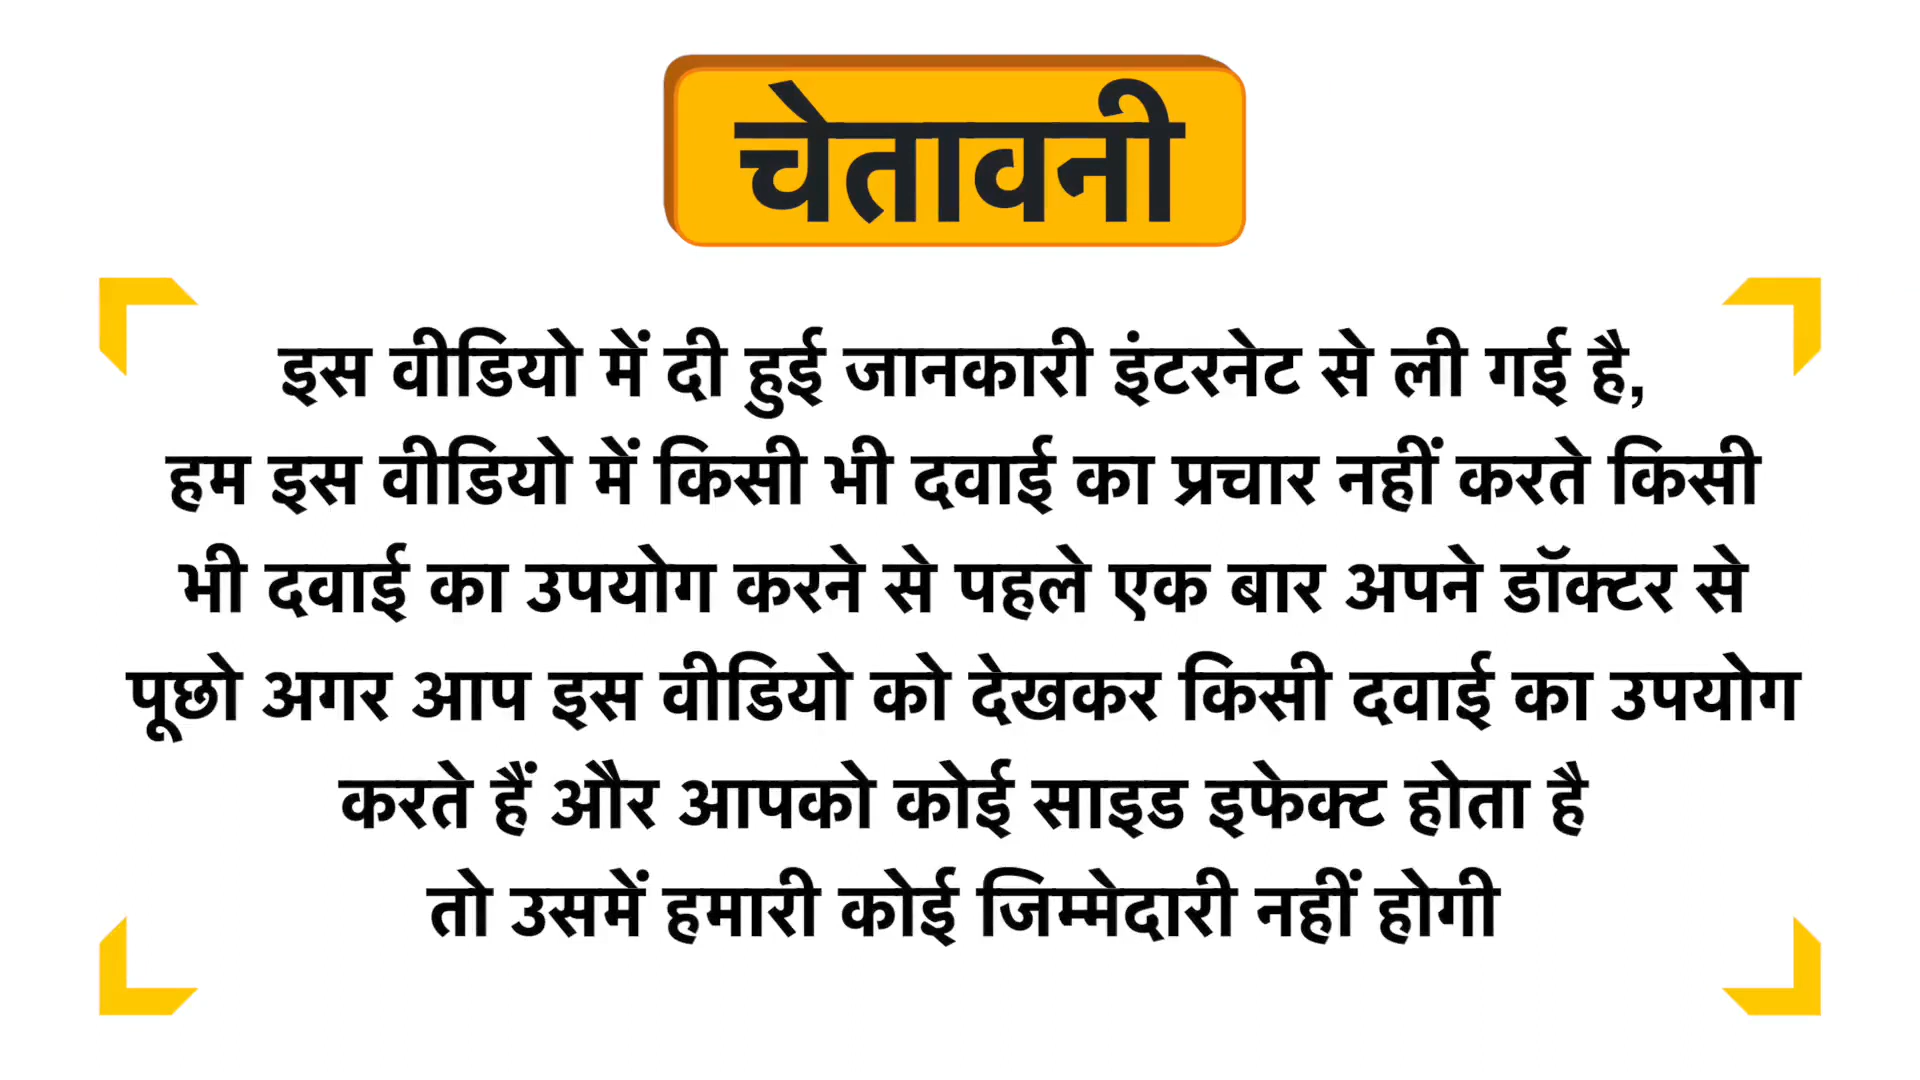 चेतावनी
इस वीडियो में दी हुई जानकारी इंटरनेट से ली गई है,
हम इस वीडियो में किसी भी दवाई का प्रचार नहीं करते किसी
भी दवाई का उपयोग करने से पहले एक बार अपने डॉक्टर से
पूछो अगर आप इस वीडियो को देखकर किसी दवाई का उपयोग
करते हैं और आपको कोई साइड इफेक्ट होता है
तो उसमें हमारी कोई जिम्मेदारी नहीं होगी